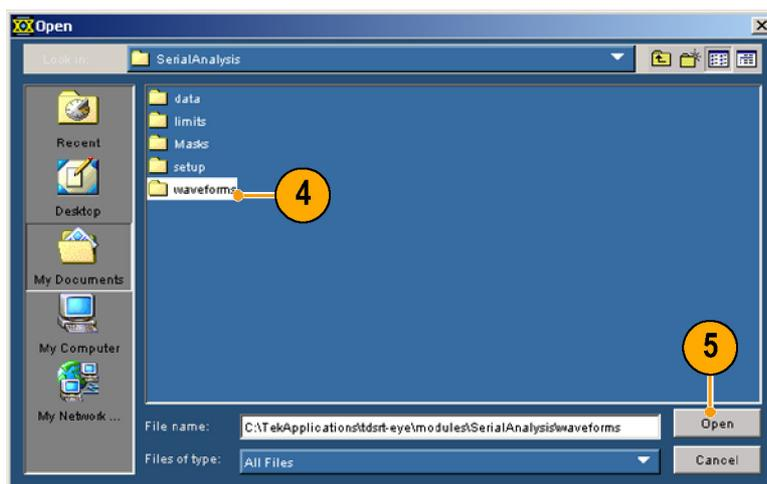 Open
Look in:
SerialAnalysis
data
limits
Masks
setup
waveforms
4
Recent
Desktop
My Documents
My Computer
My Network ...
5
File name:
C:\TekApplications\tdsrt-eye\modules\SerialAnalysis\waveforms
Open
Files of type:
All Files
Cancel